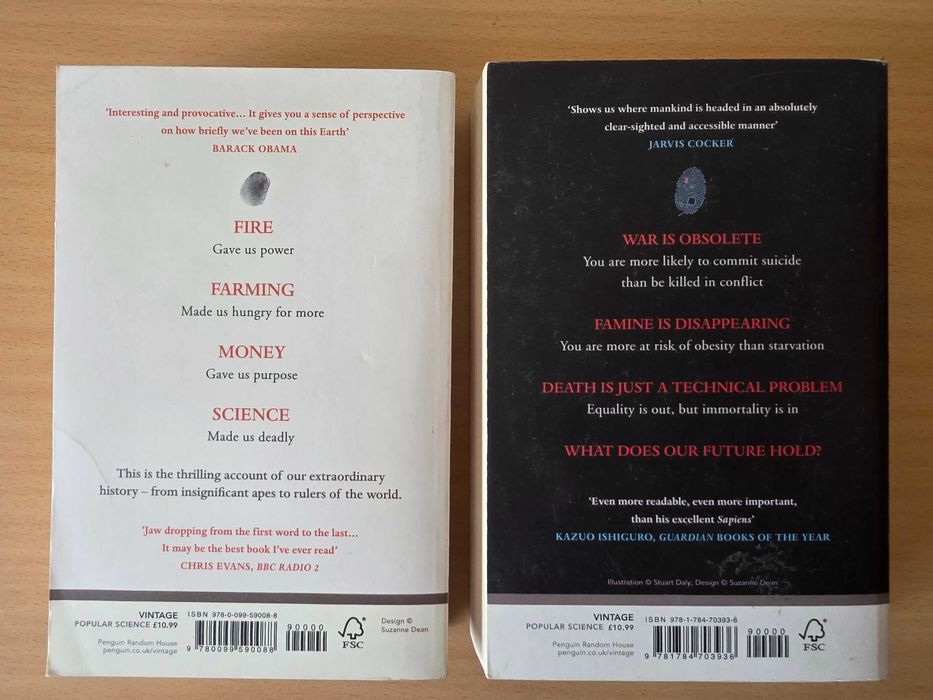 ‘Interesting and provocative... It gives you a sense of perspective
on how briefly we’ve been on this Earth’
BARACK OBAMA
FIRE
Gave us power
FARMING
Made us hungry for more
MONEY
Gave us purpose
SCIENCE
Made us deadly
This is the thrilling account of our extraordinary
history – from insignificant apes to rulers of the world.
‘Jaw dropping from the first word to the last...
It may be the best book I’ve ever read’
CHRIS EVANS, BBC RADIO 2
VINTAGE
POPULAR SCIENCE £10.99
Penguin Random House
penguin.co.uk/vintage
ISBN 978-0-099-59008-8
90000
9 780099 590088
FSC
Design ©
Suzanne Dean
‘Shows us where mankind is headed in an absolutely
clear-sighted and accessible manner’
JARVIS COCKER
WAR IS OBSOLETE
You are more likely to commit suicide
than be killed in conflict
FAMINE IS DISAPPEARING
You are more at risk of obesity than starvation
DEATH IS JUST A TECHNICAL PROBLEM
Equality is out, but immortality is in
WHAT DOES OUR FUTURE HOLD?
‘Even more readable, even more important,
than his excellent Sapiens’
KAZUO ISHIGURO, GUARDIAN BOOKS OF THE YEAR
Illustration © Stuart Daly; Design © Suzanne Dean
VINTAGE
POPULAR SCIENCE £10.99
Penguin Random House
penguin.co.uk/vintage
ISBN 978-1-784-70393-6
90000
9 781784 703936
FSC